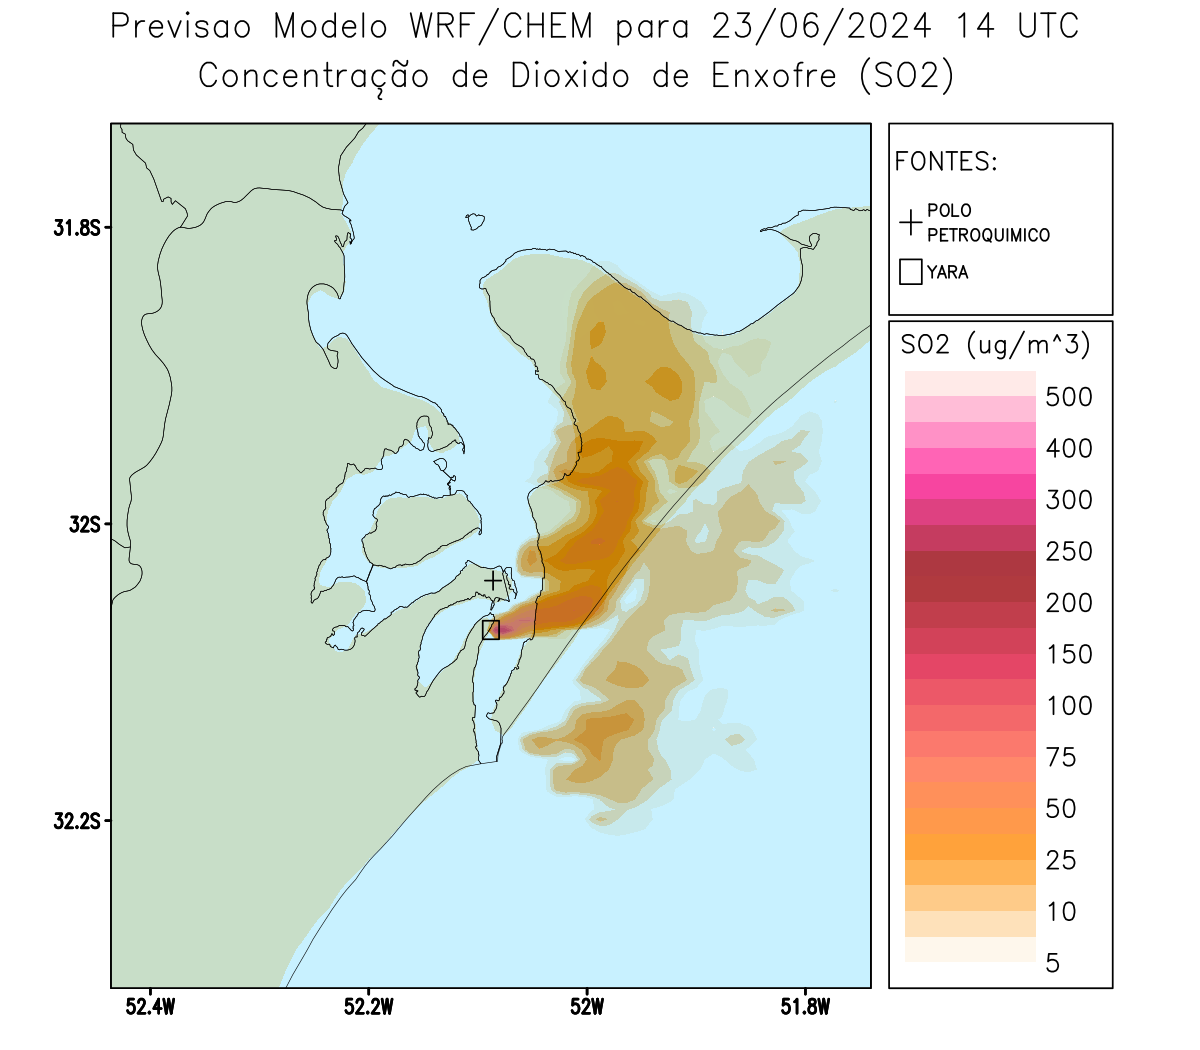 Previsao Modelo WRF/CHEM para 23/06/2024 14 UTC
Concentração de Dioxido de Enxofre (SO2)
FONTES:
POLO
PETROQUIMICO
YARA
SO2 (ug/m^3)
500
400
300
250
200
150
100
75
50
25
10
5
31.8S
32S
32.2S
52.4W
52.2W
52W
51.8W